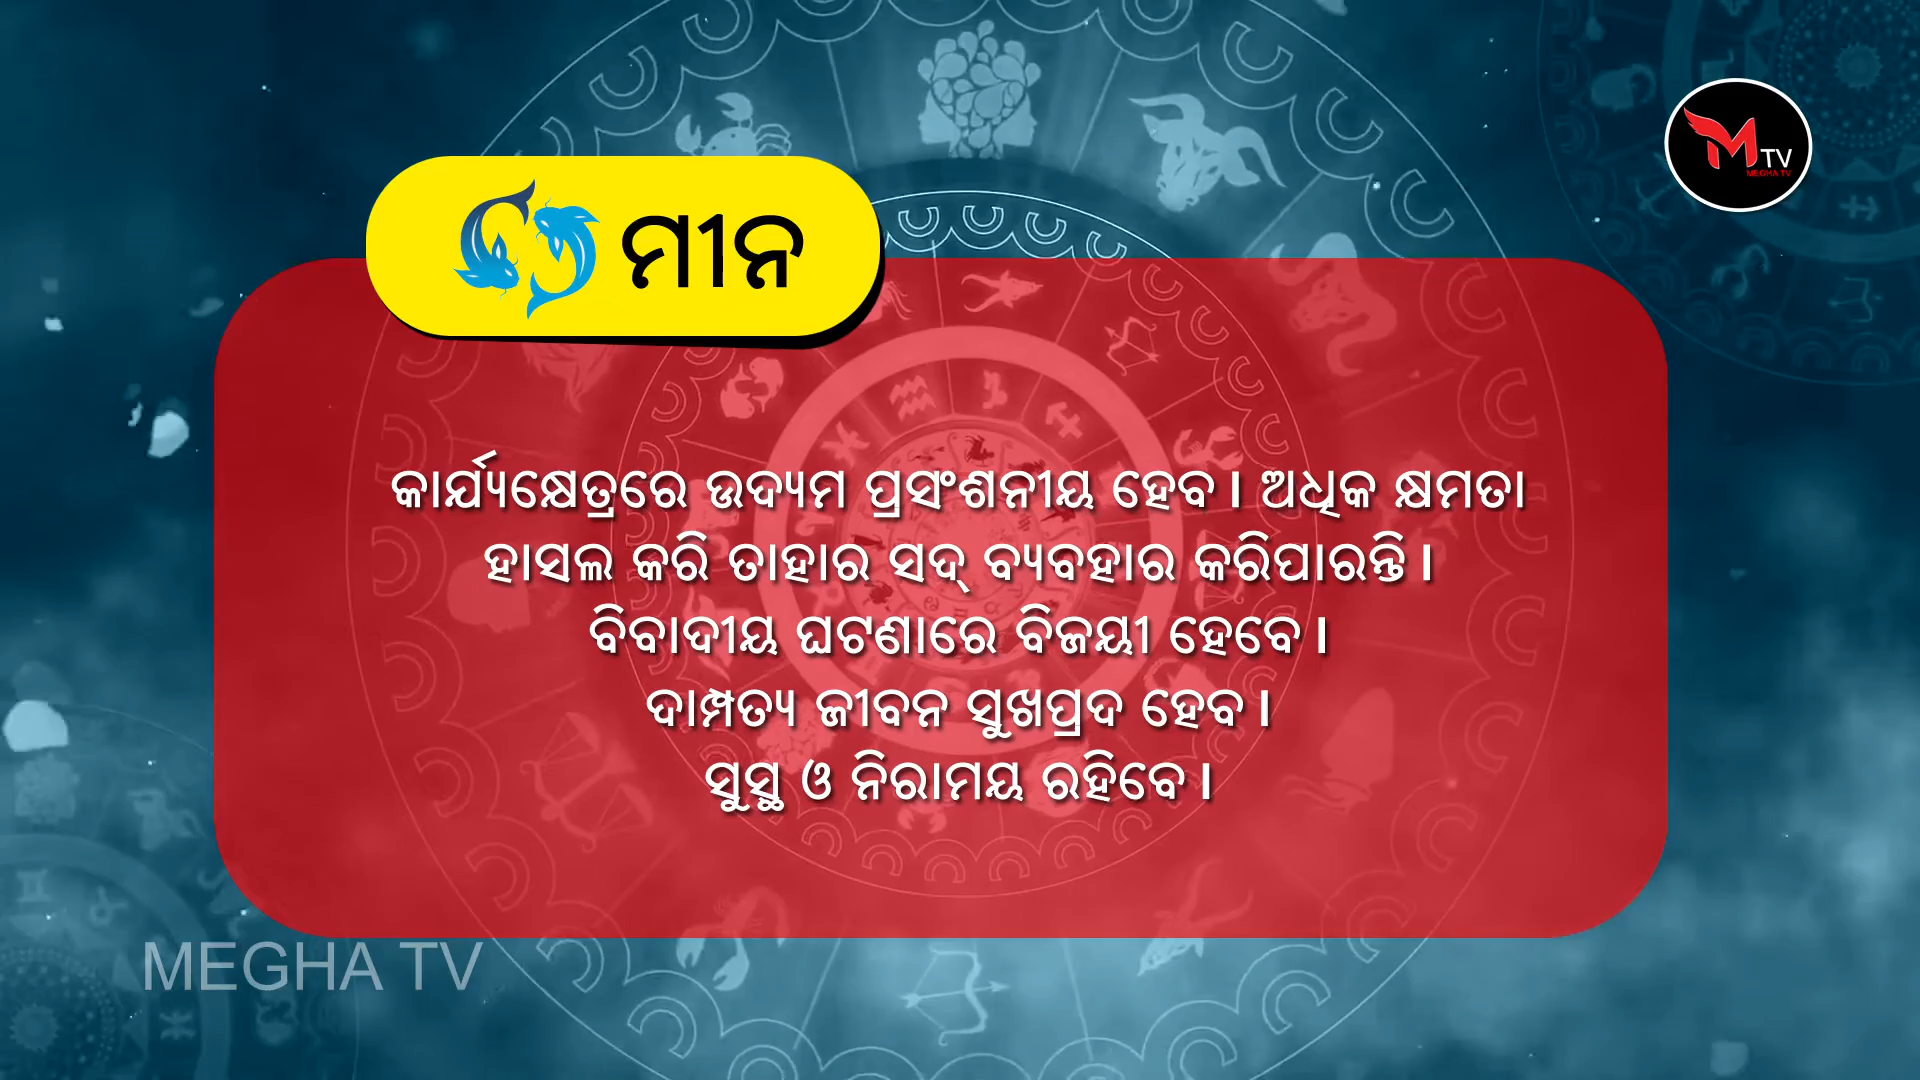 M TV
MEGHA TV
ମୀନ
କାର୍ଯ୍ୟକ୍ଷେତ୍ରରେ ଉଦ୍ୟମ ପ୍ରସଂଶନୀୟ ହେବ। ଅଧିକ କ୍ଷମତା
ହାସଲ କରି ତାହାର ସଦ୍ ବ୍ୟବହାର କରିପାରନ୍ତି।
ବିବାଦୀୟ ଘଟଣାରେ ବିଜୟୀ ହେବେ।
ଦାମ୍ପତ୍ୟ ଜୀବନ ସୁଖପ୍ରଦ ହେବ।
ସୁସ୍ଥ ଓ ନିରାମୟ ରହିବେ।
MEGHA TV